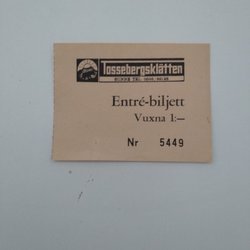 Tossebergsklätten
Entré-biljett
Vuxna 1:—
Nr 5449